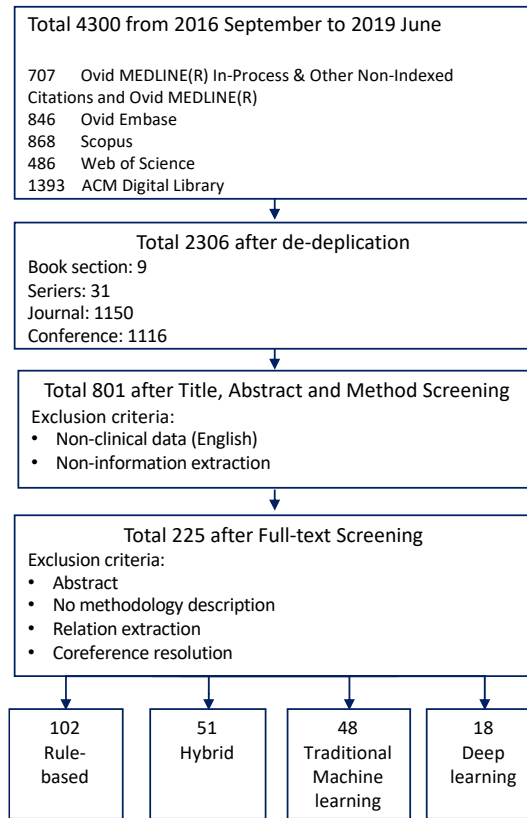 Total 4300 from 2016 September to 2019 June
707 Ovid MEDLINE(R) In-Process & Other Non-Indexed
Citations and Ovid MEDLINE(R)
846 Ovid Embase
868 Scopus
486 Web of Science
1393 ACM Digital Library
Total 2306 after de-deplication
Book section: 9
Seriers: 31
Journal: 1150
Conference: 1116
Total 801 after Title, Abstract and Method Screening
Exclusion criteria:
• Non-clinical data (English)
• Non-information extraction
Total 225 after Full-text Screening
Exclusion criteria:
• Abstract
• No methodology description
• Relation extraction
• Coreference resolution
102
Rule-
based
51
Hybrid
48
Traditional
Machine
learning
18
Deep
learning